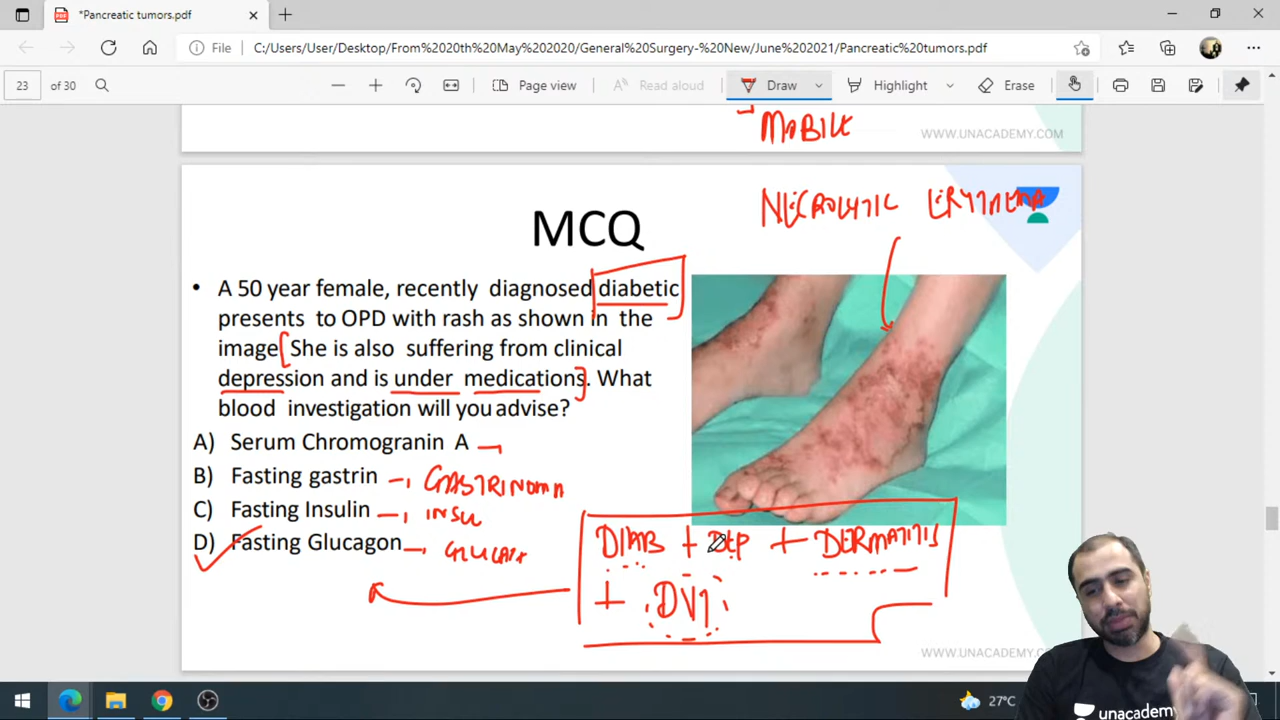 *Pancreatic tumors.pdf
File C:/Users/User/Desktop/From%2020th%20May%202020/General%20Surgery-%20New/June%202021/Pancreatic%20tumors.pdf
23 of 30 Page view Read aloud Draw Highlight Erase
MOBILE
WWW.UNACADEMY.COM
NECROLYTIC ERYTHEMA
MCQ
• A 50 year female, recently diagnosed diabetic
presents to OPD with rash as shown in the
image She is also suffering from clinical
depression and is under medications. What
blood investigation will you advise?
A) Serum Chromogranin A
B) Fasting gastrin GASTRINOMA
C) Fasting Insulin INSU
D) Fasting Glucagon
DIAB + DEP + DERMATITIS
+ DVT
WWW.UNACADEMY.COM
unacademy
27°C